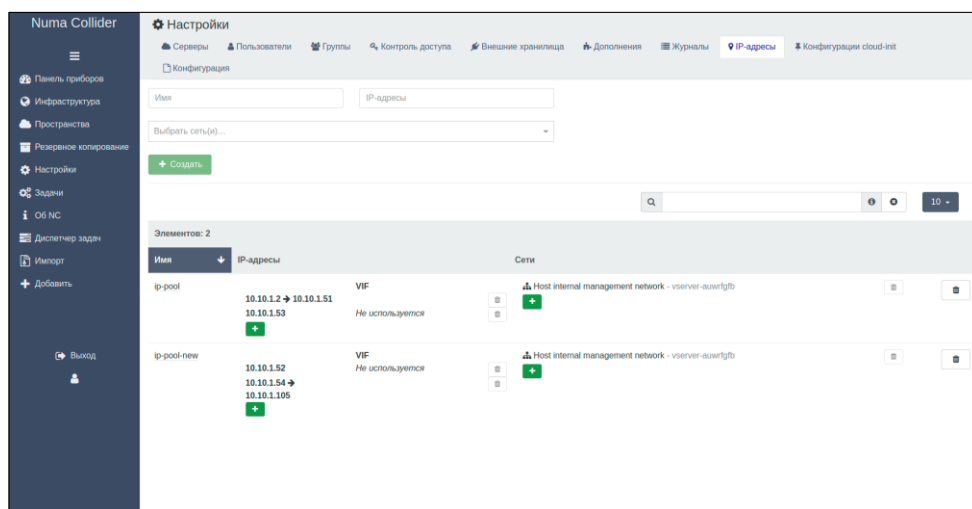 Numa Collider
Панель приборов
Инфраструктура
Пространства
Резервное копирование
Настройки
Задачи
Об NC
Диспетчер задач
Импорт
Добавить
Выход
Настройки
Серверы Пользователи Группы Контроль доступа Внешние хранилища Дополнения Журналы IP-адресы Конфигурации cloud-init
Конфигурация
Имя IP-адресы
Выбрать сеть(и)...
+ Создать
10
Элементов: 2
Имя IP-адресы Сети
ip-pool VIF Host internal management network - vserver-auwrfgfb
10.10.1.2 → 10.10.1.51
10.10.1.53 Не используется
ip-pool-new VIF Host internal management network - vserver-auwrfgfb
10.10.1.52 Не используется
10.10.1.54 →
10.10.1.105